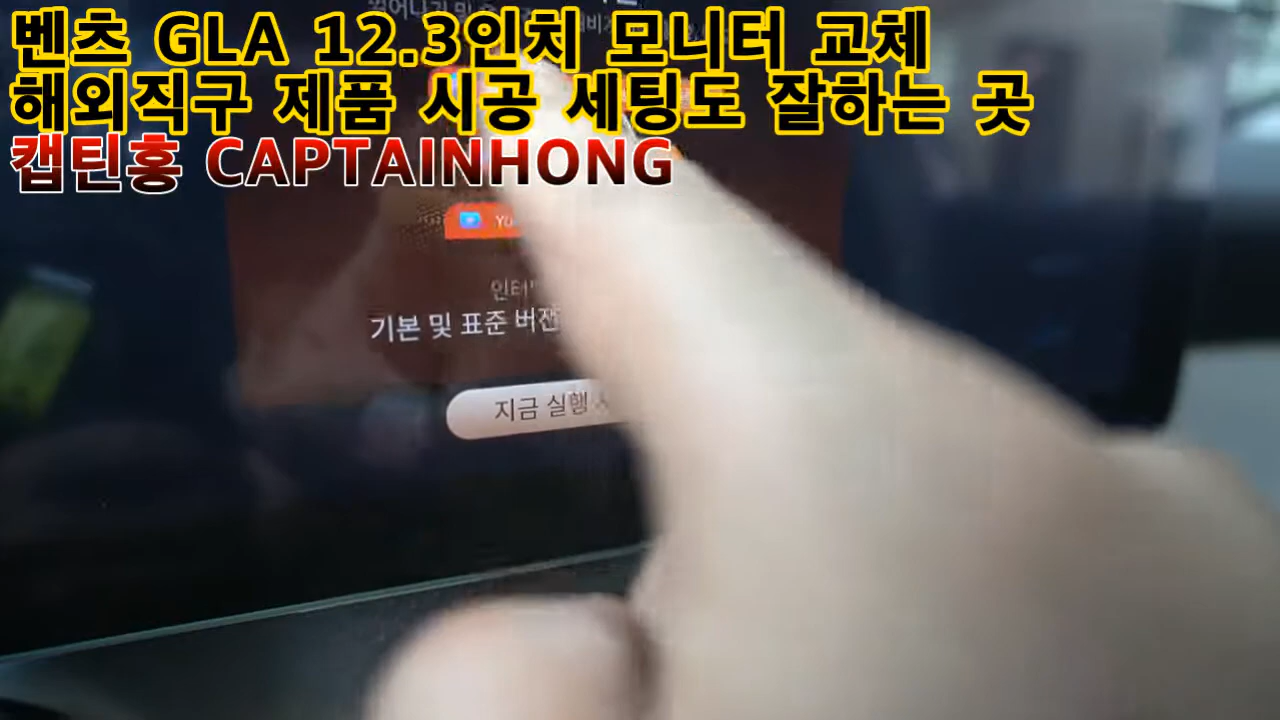 벤츠 GLA 12.3인치 모니터 교체
해외직구 제품 시공 세팅도 잘하는 곳
캡틴홍 CAPTAINHONG
기본 및 표준 버전
지금 실행